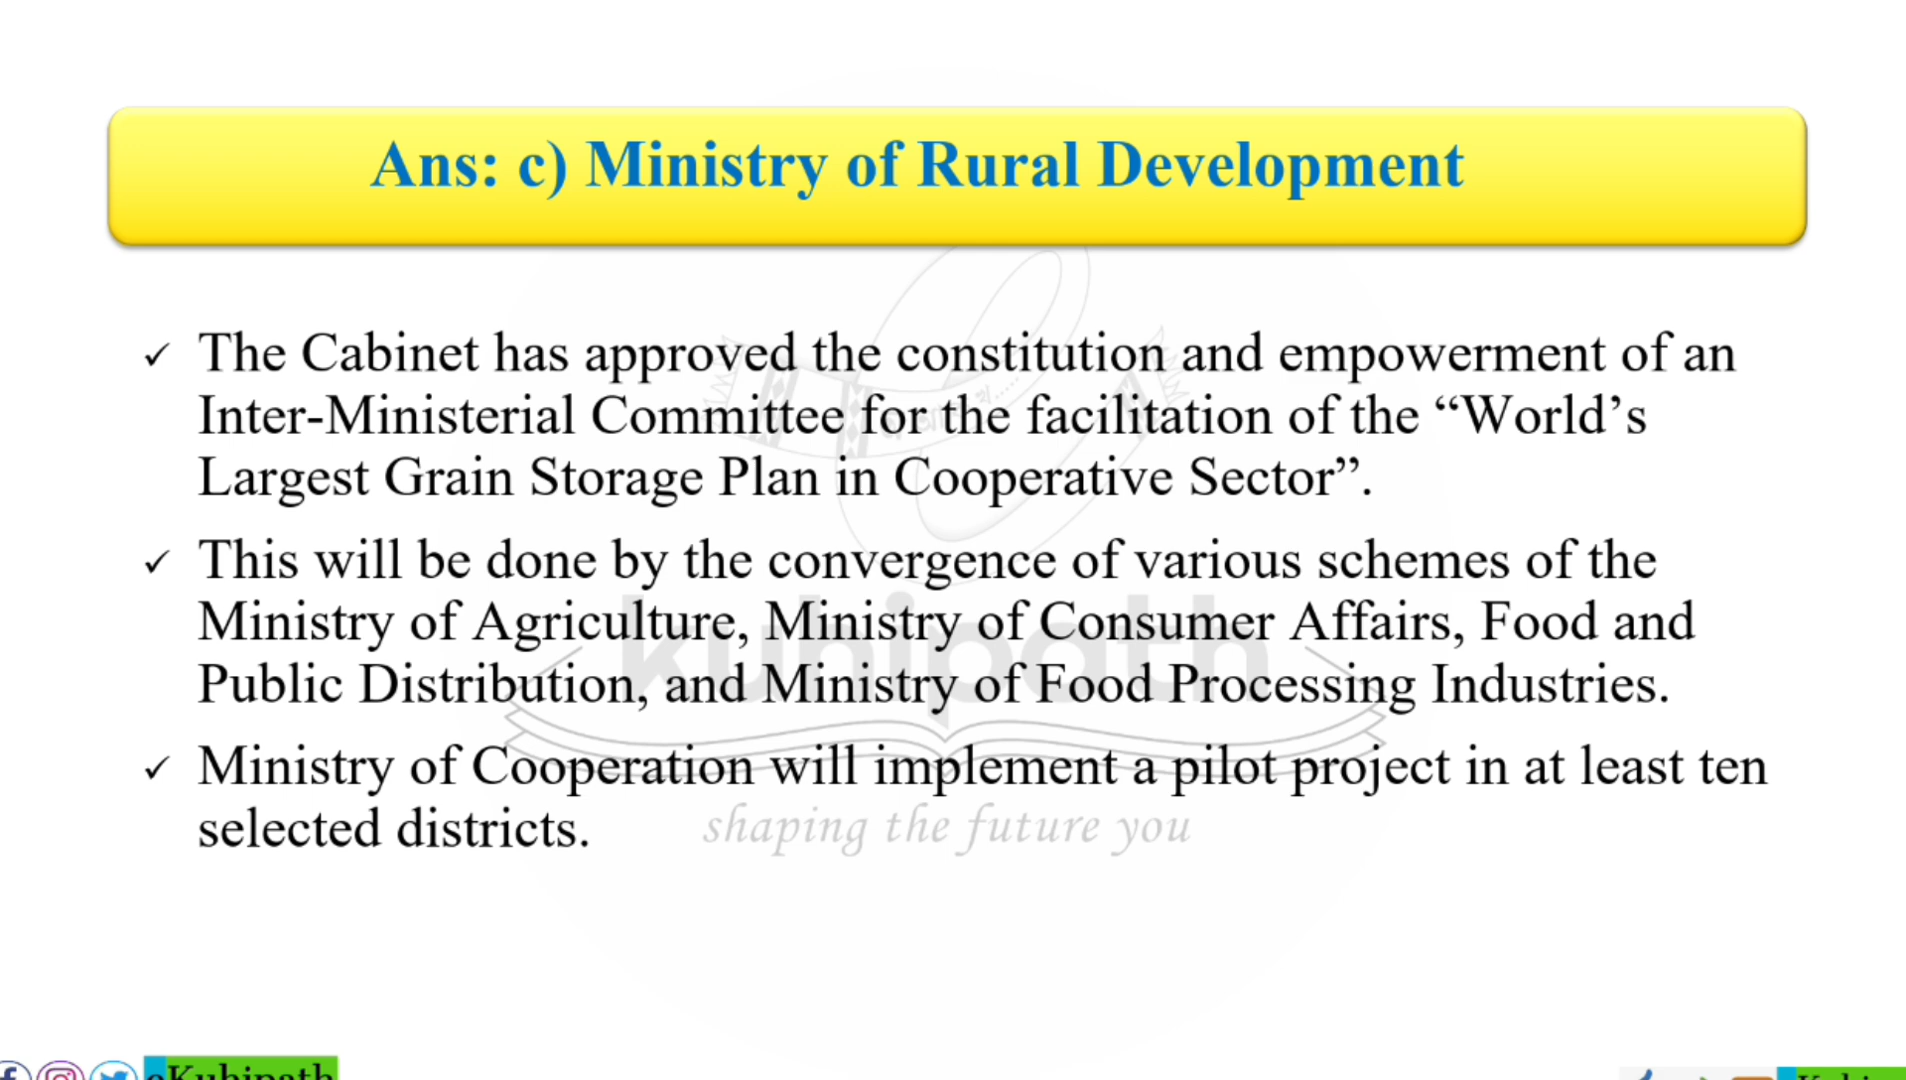 Ans: c) Ministry of Rural Development
✓ The Cabinet has approved the constitution and empowerment of an
Inter-Ministerial Committee for the facilitation of the “World’s
Largest Grain Storage Plan in Cooperative Sector”.
✓ This will be done by the convergence of various schemes of the
Ministry of Agriculture, Ministry of Consumer Affairs, Food and
Public Distribution, and Ministry of Food Processing Industries.
✓ Ministry of Cooperation will implement a pilot project in at least ten
selected districts.
kuhipath
shaping the future you
eKuhipath